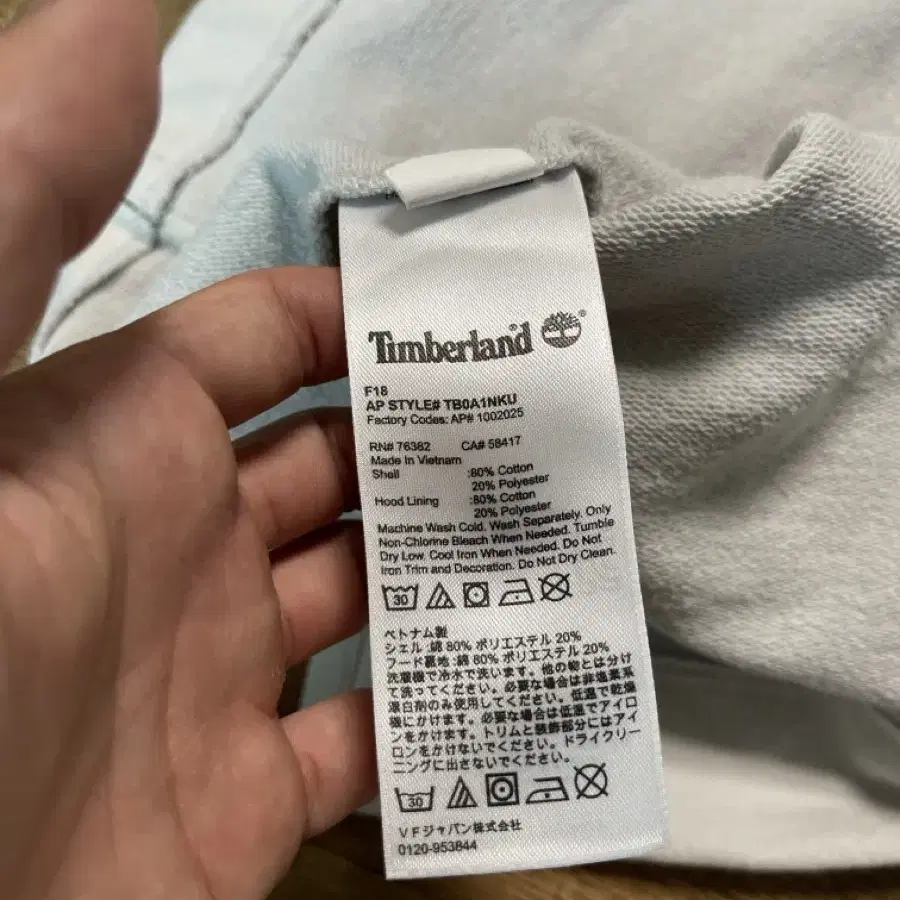 Timberland
F18
AP STYLE# TB0A1NKU
Factory Codes: AP# 1002025
RN# 76382 CA# 58417
Made In Vietnam
Shell :80% Cotton
20% Polyester
Hood Lining :80% Cotton
20% Polyester
Machine Wash Cold. Wash Separately. Only
Non-Chlorine Bleach When Needed. Tumble
Dry Low. Cool Iron When Needed. Do Not
Iron Trim and Decoration. Do Not Dry Clean.
30
ベトナム製
シェル :綿 80% ポリエステル 20%
フード裏地 :綿 80% ポリエステル 20%
洗濯機で冷水で洗います。他の物とは分け
て洗ってください。必要な場合は非塩素系
漂白剤のみ使用してください。低温で乾燥
機にかけます。必要な場合は低温でアイロ
ンをかけます。トリムと装飾部分にはアイ
ロンをかけないでください。ドライクリー
ニングに出さないでください。
30
VFジャパン株式会社
0120-953844